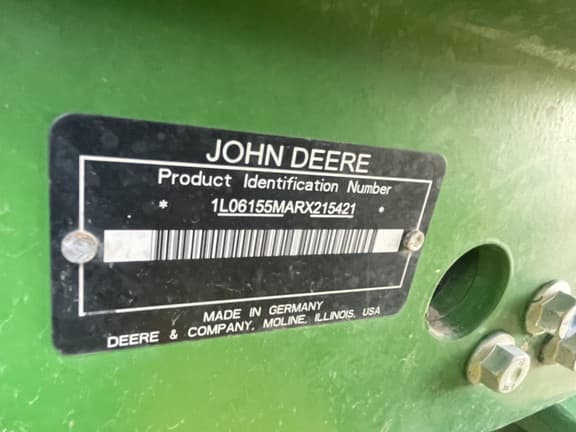 JOHN DEERE
Product Identification Number
* 1L06155MARX215421 *
MADE IN GERMANY
DEERE & COMPANY, MOLINE, ILLINOIS, USA